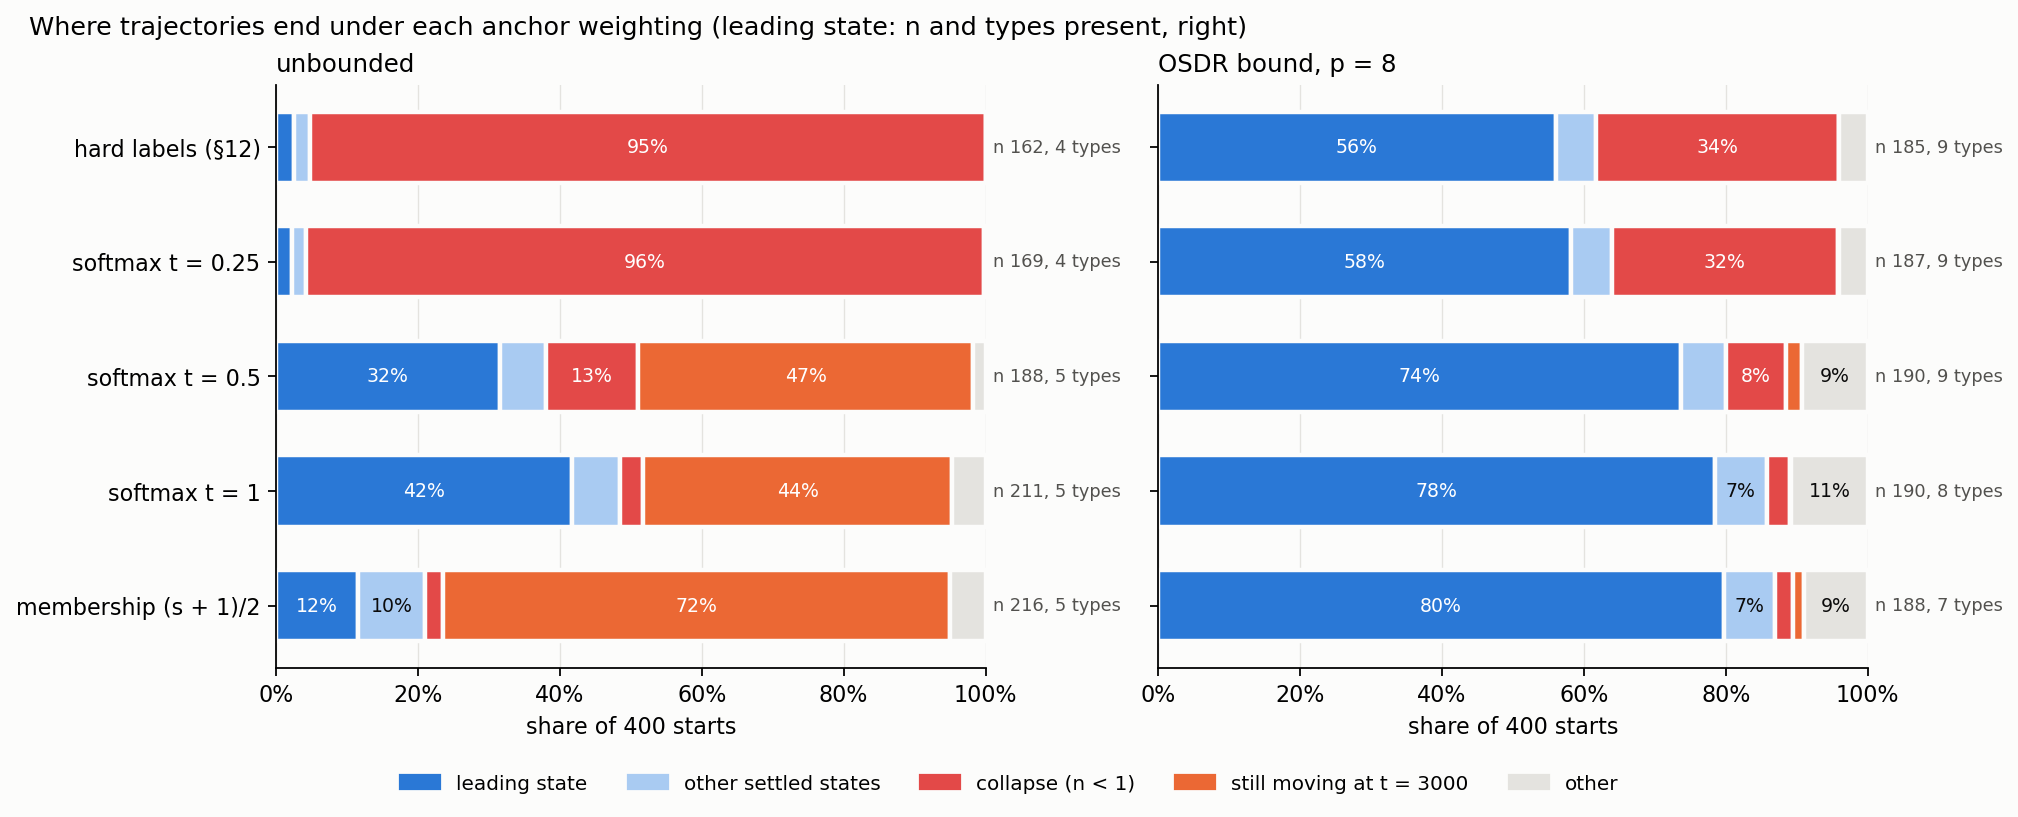 Where trajectories end under each anchor weighting (leading state: n and types present, right)
unbounded
hard labels (§12)
95%
n 162, 4 types
softmax t = 0.25
96%
n 169, 4 types
softmax t = 0.5
32%
13%
47%
n 188, 5 types
softmax t = 1
42%
44%
n 211, 5 types
membership (s + 1)/2
12%
10%
72%
n 216, 5 types
0%
20%
40%
60%
80%
100%
share of 400 starts
OSDR bound, p = 8
56%
34%
n 185, 9 types
58%
32%
n 187, 9 types
74%
8%
9%
n 190, 9 types
78%
7%
11%
n 190, 8 types
80%
7%
9%
n 188, 7 types
0%
20%
40%
60%
80%
100%
share of 400 starts
leading state
other settled states
collapse (n < 1)
still moving at t = 3000
other